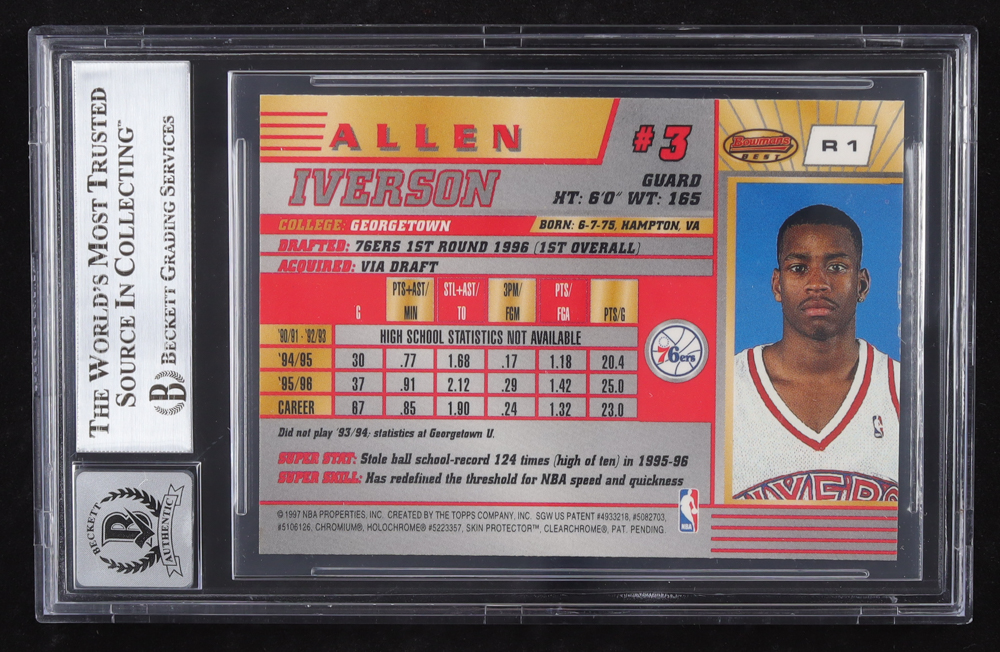 THE WORLD'S MOST TRUSTED
SOURCE IN COLLECTING™
BECKETT GRADING SERVICES
B
BECKETT
AUTHENTIC
ALLEN
IVERSON
#3
GUARD
HT: 6'0" WT: 165
COLLEGE: GEORGETOWN
BORN: 6-7-75, HAMPTON, VA
DRAFTED: 76ERS 1ST ROUND 1996 (1ST OVERALL)
ACQUIRED: VIA DRAFT
G PTS+AST/MIN STL+AST/TO 3PM/FGM PTS/FGA PTS/G
'90/91 - '92/93 HIGH SCHOOL STATISTICS NOT AVAILABLE
'94/95 30 .77 1.68 .17 1.18 20.4
'95/96 37 .91 2.12 .29 1.42 25.0
CAREER 67 .85 1.90 .24 1.32 23.0
Did not play '93/94; statistics at Georgetown U.
SUPER STAT: Stole ball school-record 124 times (high of ten) in 1995-96
SUPER SKILL: Has redefined the threshold for NBA speed and quickness
© 1997 NBA PROPERTIES, INC. CREATED BY THE TOPPS COMPANY, INC. SGW US PATENT #4933218, #5082703,
#5106126, CHROMIUM®, HOLOCHROME® #5223357, SKIN PROTECTOR™, CLEARCHROME®, PAT. PENDING.
NBA
76ers
Bowman's
BEST
R 1